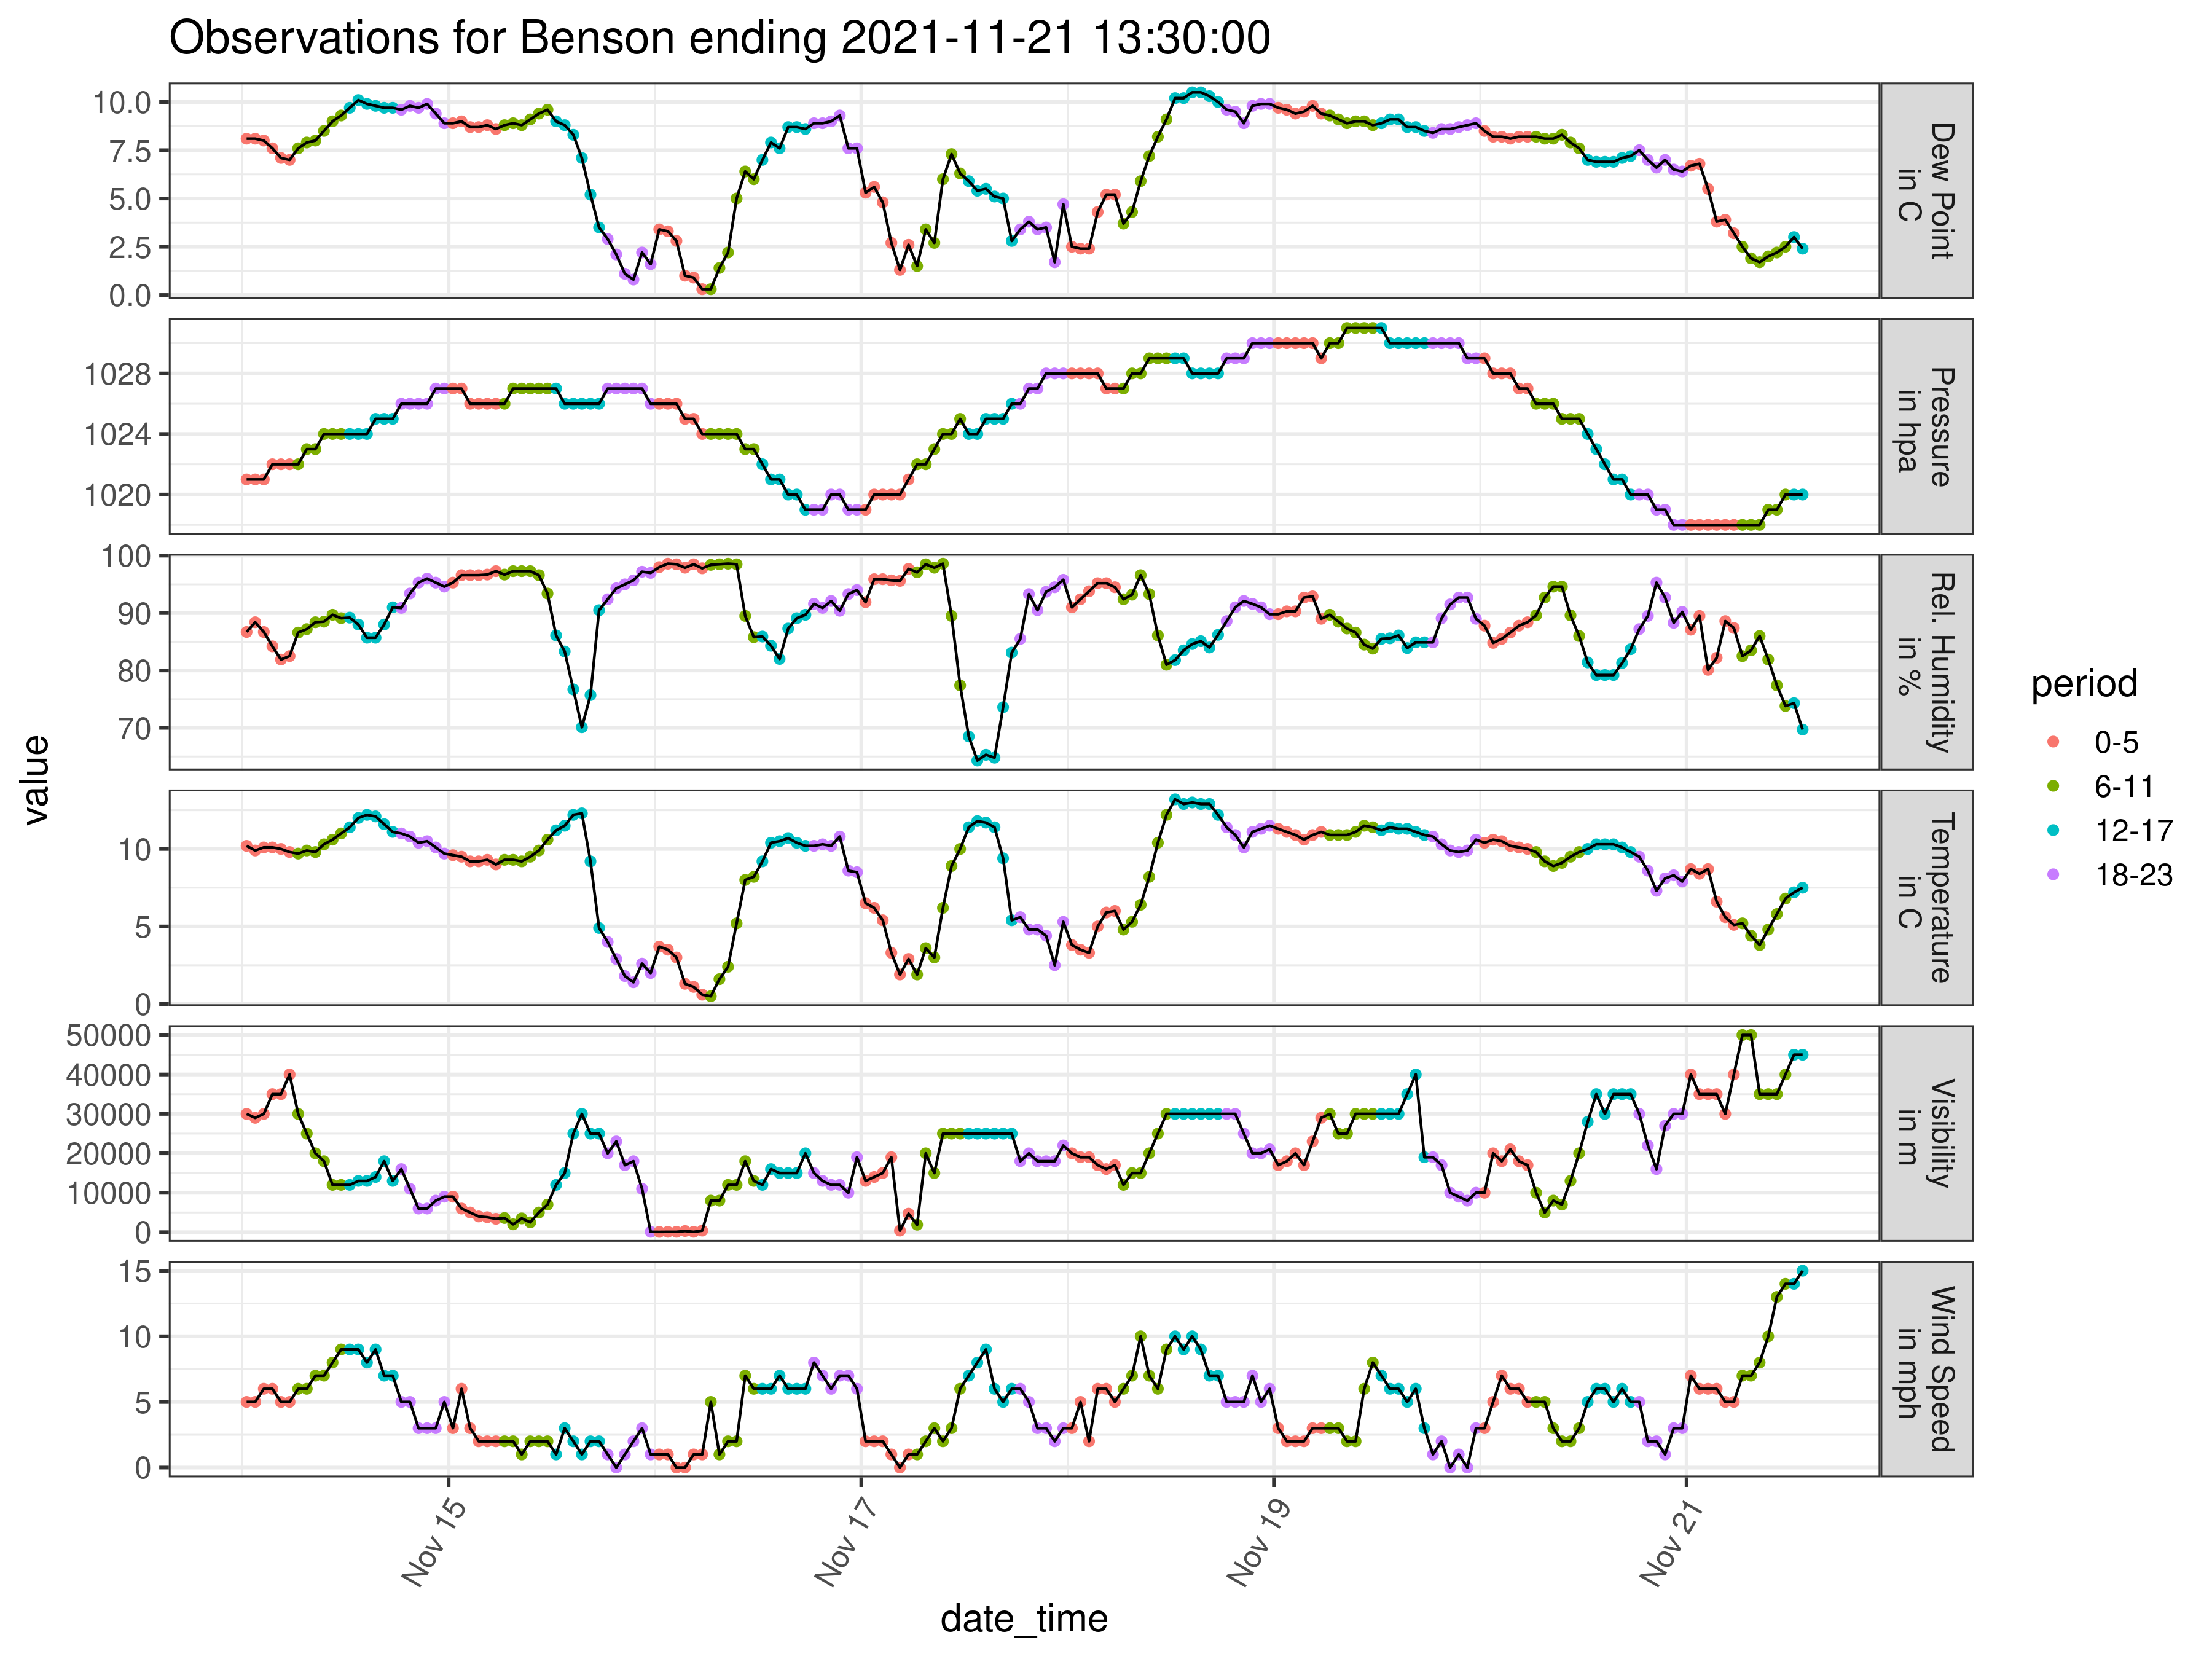 Observations for Benson ending 2021-11-21 13:30:00
value
10.0
7.5
5.0
2.5
0.0
Dew Point
in C
1028
1024
1020
Pressure
in hpa
100
90
80
70
Rel. Humidity
in %
10
5
0
Temperature
in C
50000
40000
30000
20000
10000
0
Visibility
in m
15
10
5
0
Wind Speed
in mph
Nov 15
Nov 17
Nov 19
Nov 21
date_time
period
0-5
6-11
12-17
18-23